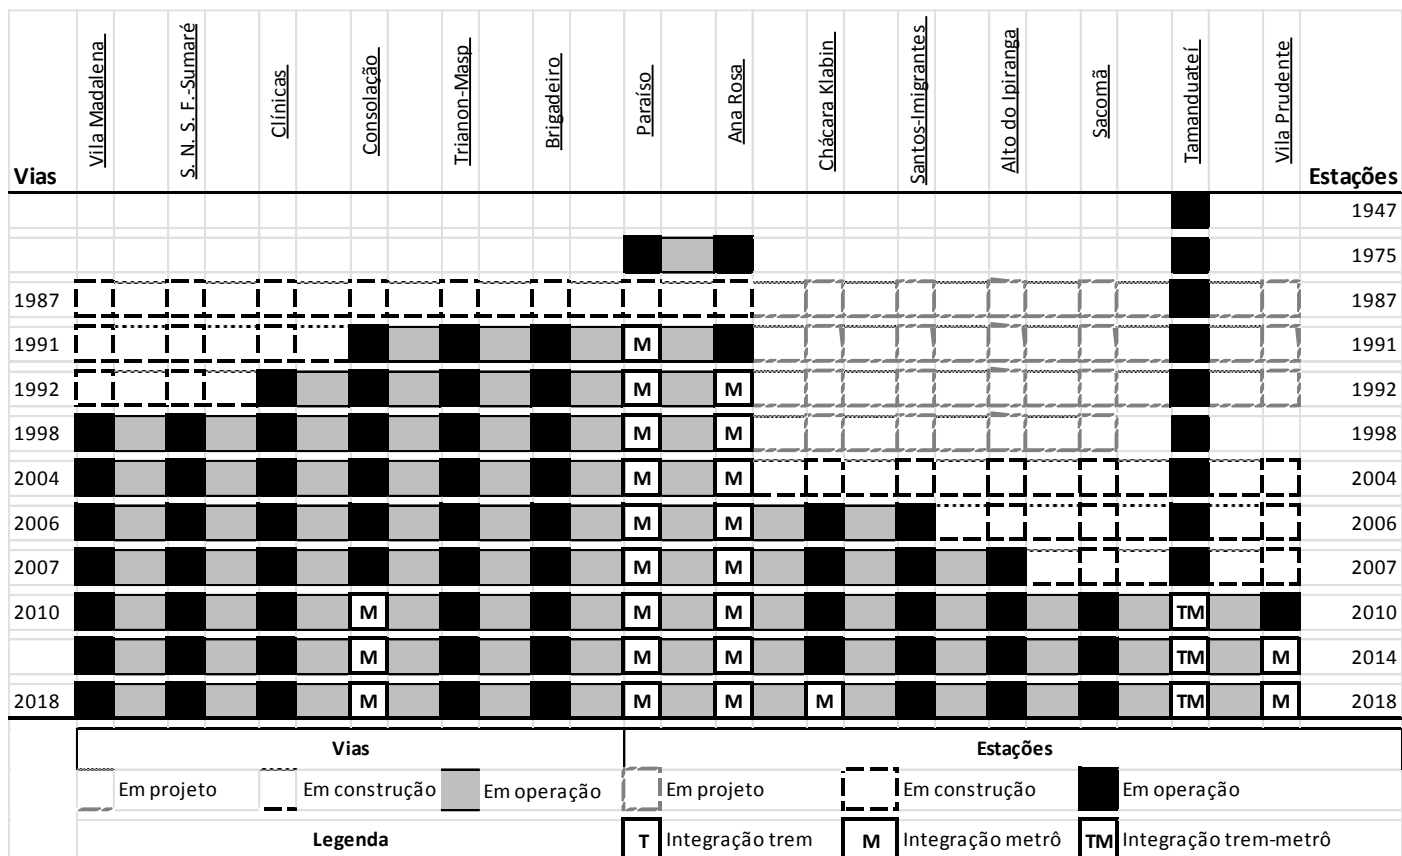 Vila Madalena
S. N. S. F.-Sumaré
Clínicas
Consolação
Trianon-Masp
Brigadeiro
Paraíso
Ana Rosa
Chácara Klabin
Santos-Imigrantes
Alto do Ipiranga
Sacomã
Tamanduateí
Vila Prudente
Vias Estações
1947
1975
1987 1987
1991 M 1991
1992 M M 1992
1998 M M 1998
2004 M M 2004
2006 M M 2006
2007 M M 2007
2010 M M M TM 2010
M M M TM M 2014
2018 M M M M TM M 2018
Vias Estações
Em projeto Em construção Em operação Em projeto Em construção Em operação
Legenda T Integração trem M Integração metrô TM Integração trem-metrô